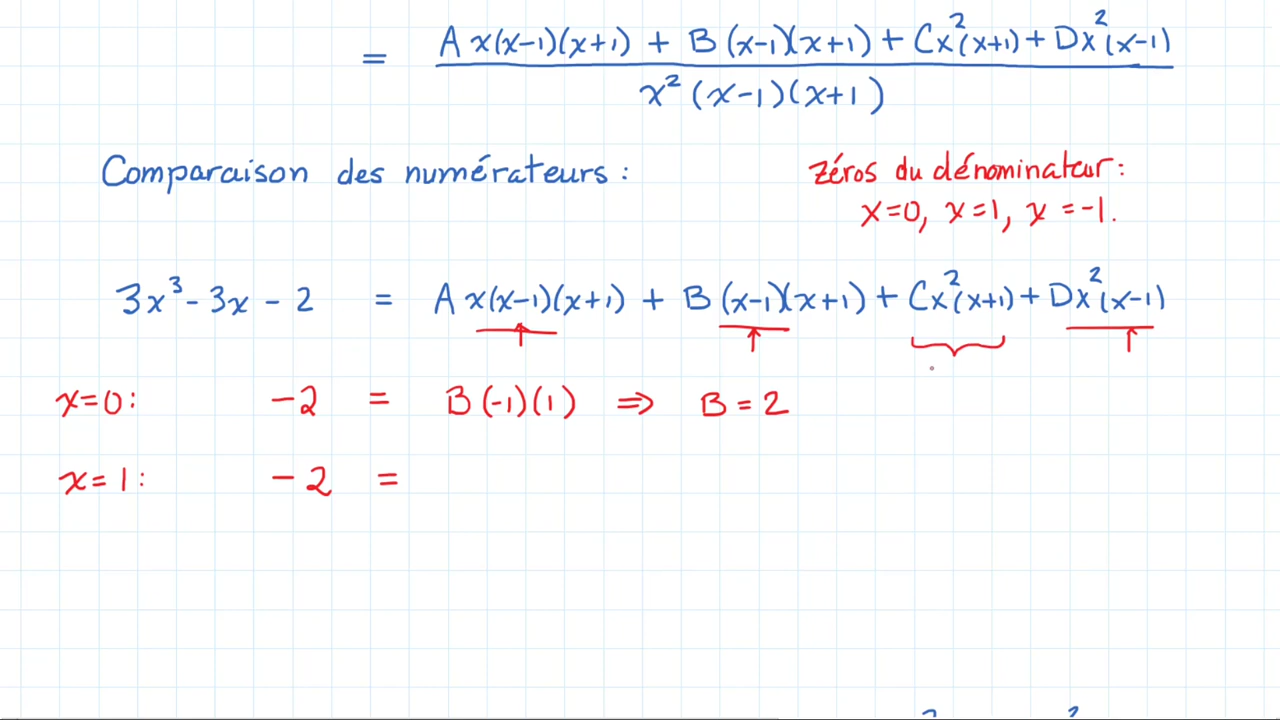 = (A x(x-1)(x+1) + B(x-1)(x+1) + Cx²(x+1) + Dx²(x-1)) / (x²(x-1)(x+1))
Comparaison des numérateurs :
zéros du dénominateur :
x=0, x=1, x=-1.
3x³ - 3x - 2 = A x(x-1)(x+1) + B(x-1)(x+1) + Cx²(x+1) + Dx²(x-1)
x=0: -2 = B(-1)(1) ⇒ B = 2
x=1: -2 =